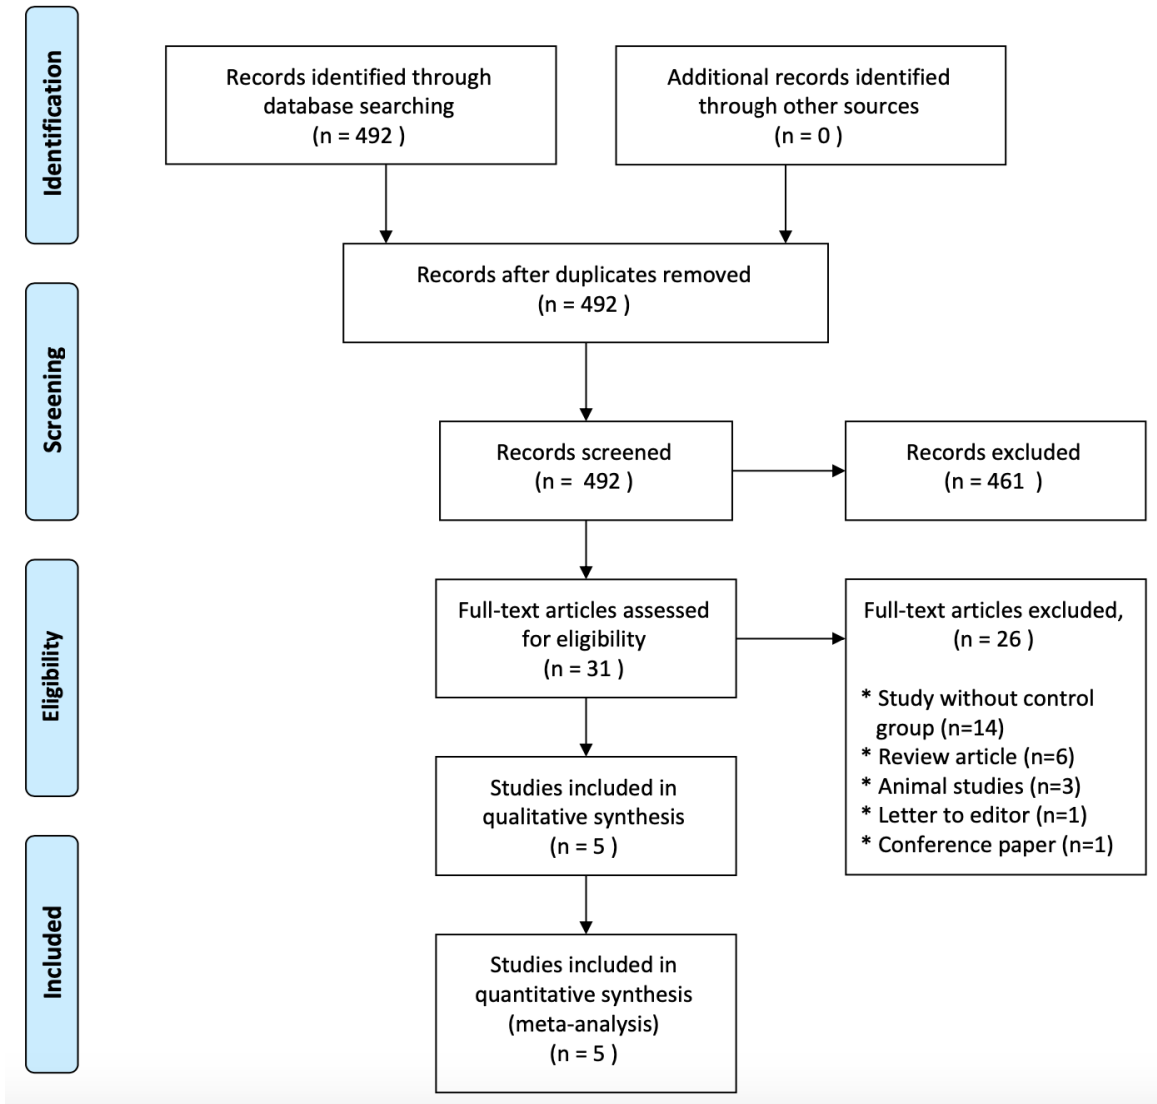 Identification
Records identified through
database searching
(n = 492 )
Additional records identified
through other sources
(n = 0 )
Records after duplicates removed
(n = 492 )
Screening
Records screened
(n =  492 )
Records excluded
(n = 461  )
Eligibility
Full-text articles assessed
for eligibility
(n = 31 )
Full-text articles excluded,
(n = 26 )
* Study without control
group (n=14)
* Review article (n=6)
* Animal studies (n=3)
* Letter to editor (n=1)
* Conference paper (n=1)
Studies included in
qualitative synthesis
(n = 5 )
Included
Studies included in
quantitative synthesis
(meta-analysis)
(n = 5 )